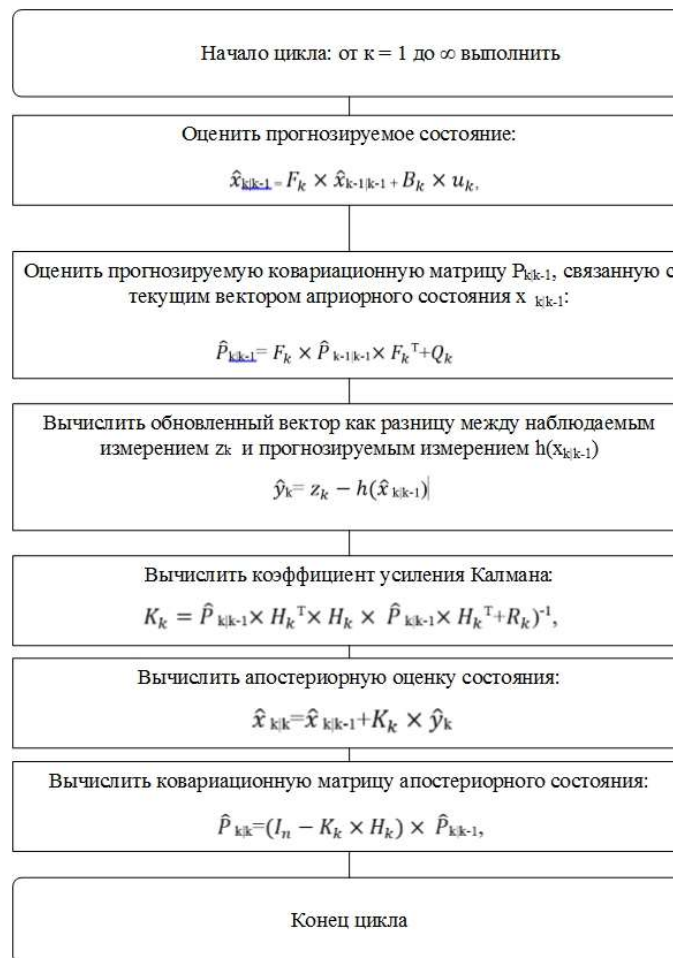 Начало цикла: от к = 1 до ∞ выполнить
Оценить прогнозируемое состояние:
x̂k|k-1 = Fk × x̂k-1|k-1 + Bk × uk,
Оценить прогнозируемую ковариационную матрицу Pk|k-1, связанную с
текущим вектором априорного состояния x k|k-1:
P̂k|k-1= Fk × P̂ k-1|k-1× Fk T+Qk
Вычислить обновленный вектор как разницу между наблюдаемым
измерением zk и прогнозируемым измерением h(xk|k-1)
ŷk= zk − h(x̂ k|k-1)
Вычислить коэффициент усиления Калмана:
Kk = P̂ k|k-1× Hk T× Hk × P̂ k|k-1× Hk T+Rk)-1,
Вычислить апостериорную оценку состояния:
x̂ k|k=x̂ k|k-1+Kk × ŷk
Вычислить ковариационную матрицу апостериорного состояния:
P̂ k|k=(In − Kk × Hk) × P̂k|k-1,
Конец цикла